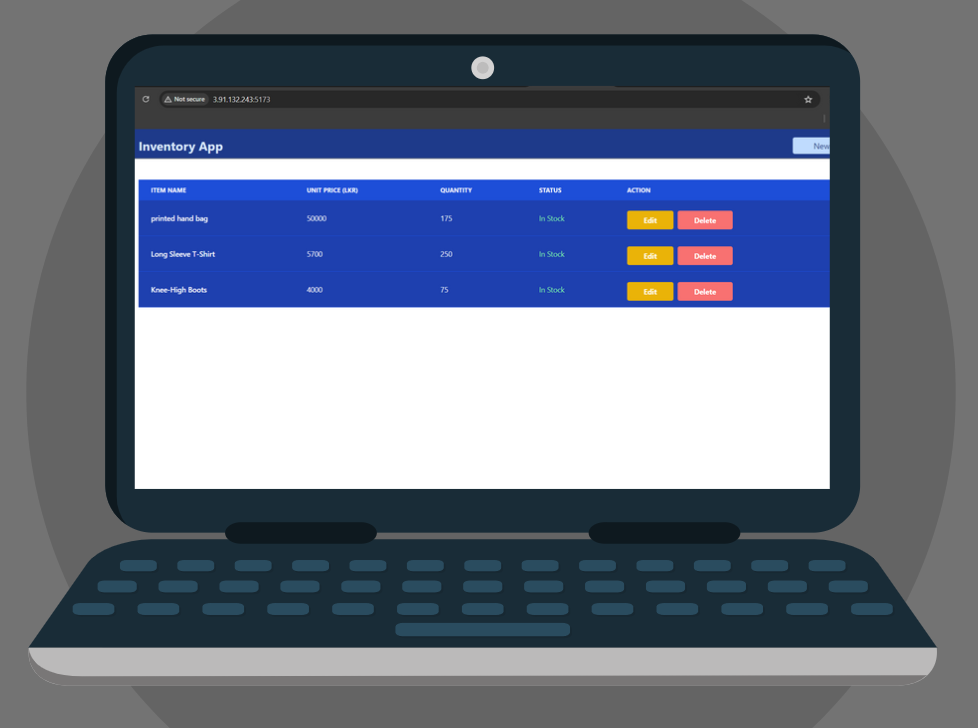 Not secure 3.91.132.243:5173
Inventory App
New
ITEM NAME UNIT PRICE (LKR) QUANTITY STATUS ACTION
printed hand bag 50000 175 In Stock Edit Delete
Long Sleeve T-Shirt 5700 250 In Stock Edit Delete
Knee-High Boots 4000 75 In Stock Edit Delete